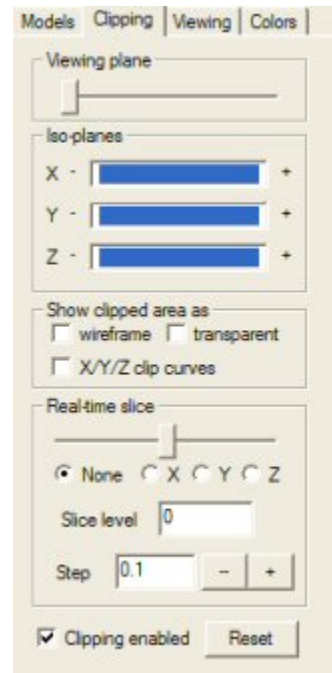 Models Clipping Viewing Colors
Viewing plane
Iso-planes
X - +
Y - +
Z - +
Show clipped area as
wireframe transparent
X/Y/Z clip curves
Real-time slice
None X Y Z
Slice level 0
Step 0.1 -- +
Clipping enabled Reset